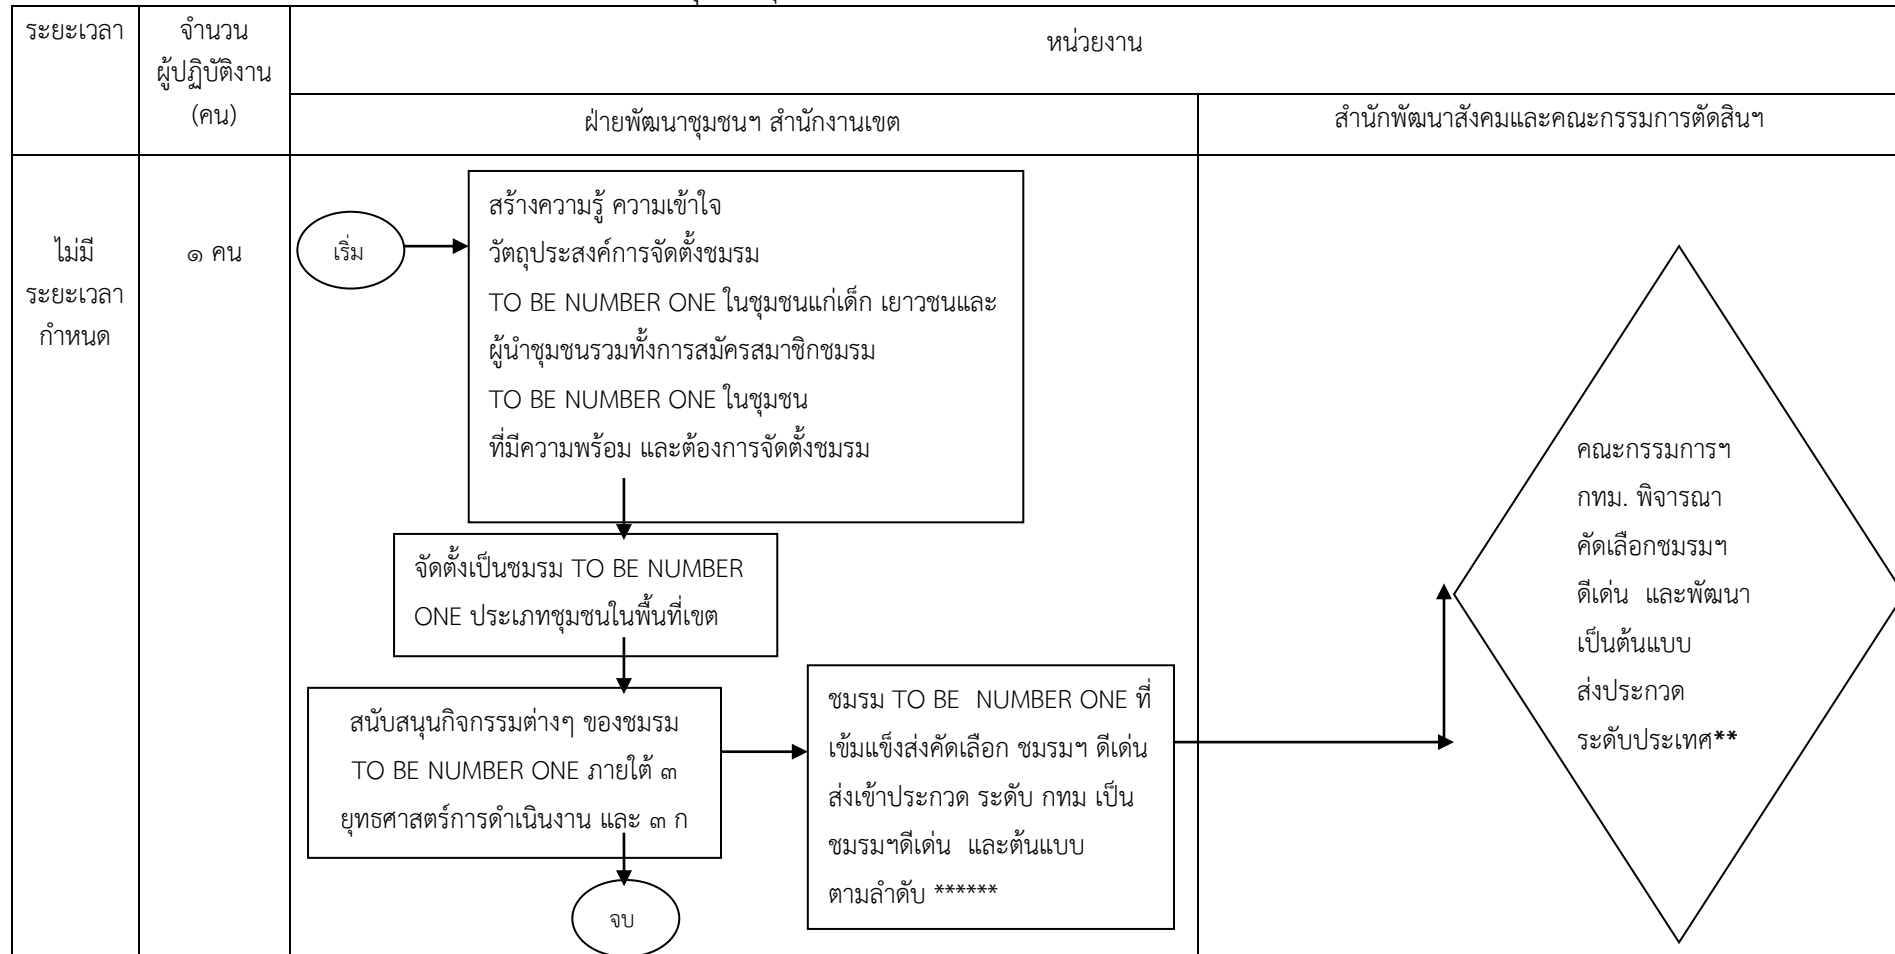 ระยะเวลา
จำนวน
ผู้ปฏิบัติงาน
(คน)
หน่วยงาน
ฝ่ายพัฒนาชุมชนฯ สำนักงานเขต
สำนักพัฒนาสังคมและคณะกรรมการตัดสินฯ
ไม่มี
ระยะเวลา
กำหนด
๑ คน
เริ่ม
สร้างความรู้ ความเข้าใจ
วัตถุประสงค์การจัดตั้งชมรม
TO BE NUMBER ONE ในชุมชนแก่เด็ก เยาวชนและ
ผู้นำชุมชนรวมทั้งการสมัครสมาชิกชมรม
TO BE NUMBER ONE ในชุมชน
ที่มีความพร้อม และต้องการจัดตั้งชมรม
จัดตั้งเป็นชมรม TO BE NUMBER
ONE ประเภทชุมชนในพื้นที่เขต
สนับสนุนกิจกรรมต่างๆ ของชมรม
TO BE NUMBER ONE ภายใต้ ๓
ยุทธศาสตร์การดำเนินงาน และ ๓ ก
จบ
ชมรม TO BE  NUMBER ONE ที่
เข้มแข็งส่งคัดเลือก ชมรมฯ ดีเด่น
ส่งเข้าประกวด ระดับ กทม เป็น
ชมรมฯดีเด่น  และต้นแบบ
ตามลำดับ ******
คณะกรรมการฯ
กทม. พิจารณา
คัดเลือกชมรมฯ
ดีเด่น  และพัฒนา
เป็นต้นแบบ
ส่งประกวด
ระดับประเทศ**